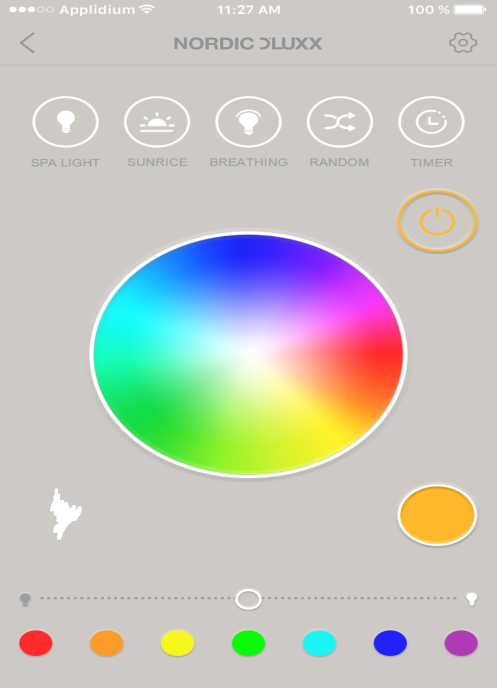 Applidium 11:27 AM 100 %
NORDIC DLUXX
SPA LIGHT SUNRICE BREATHING RANDOM TIMER